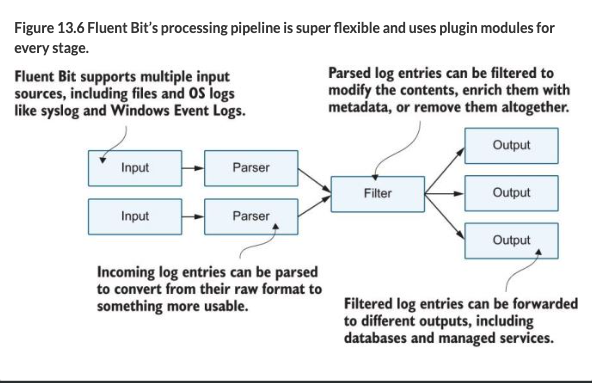 Figure 13.6 Fluent Bit’s processing pipeline is super flexible and uses plugin modules for
every stage.
Fluent Bit supports multiple input
sources, including files and OS logs
like syslog and Windows Event Logs.
Parsed log entries can be filtered to
modify the contents, enrich them with
metadata, or remove them altogether.
Input
Parser
Input
Parser
Filter
Output
Output
Output
Incoming log entries can be parsed
to convert from their raw format to
something more usable.
Filtered log entries can be forwarded
to different outputs, including
databases and managed services.